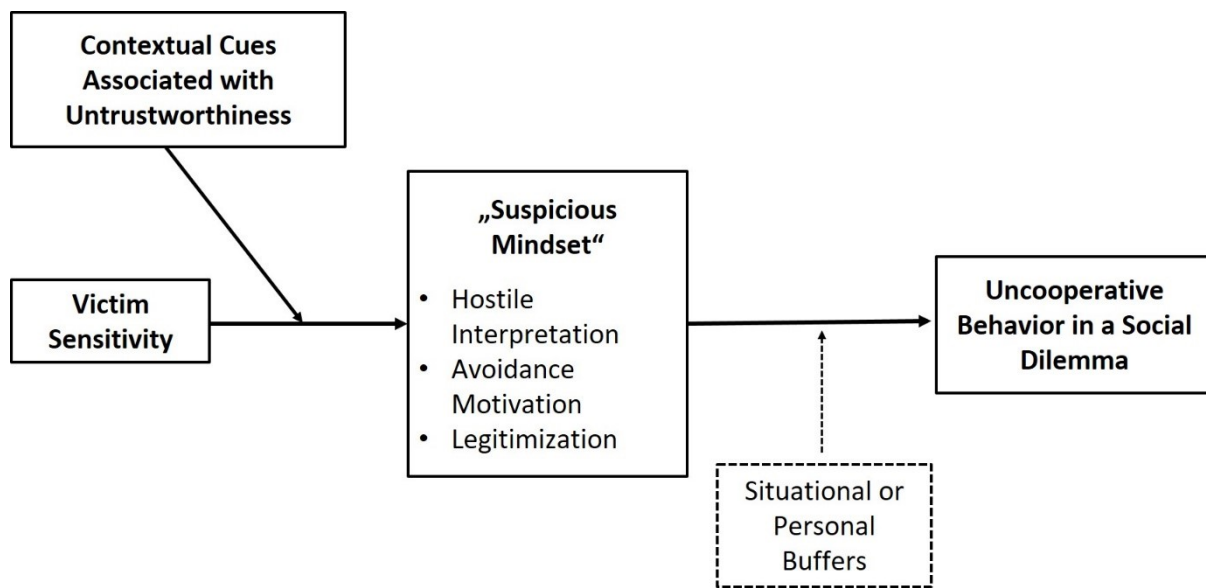 Contextual Cues
Associated with
Untrustworthiness
„Suspicious
Mindset“
• Hostile
Interpretation
• Avoidance
Motivation
• Legitimization
Victim
Sensitivity
Uncooperative
Behavior in a Social
Dilemma
Situational or
Personal
Buffers